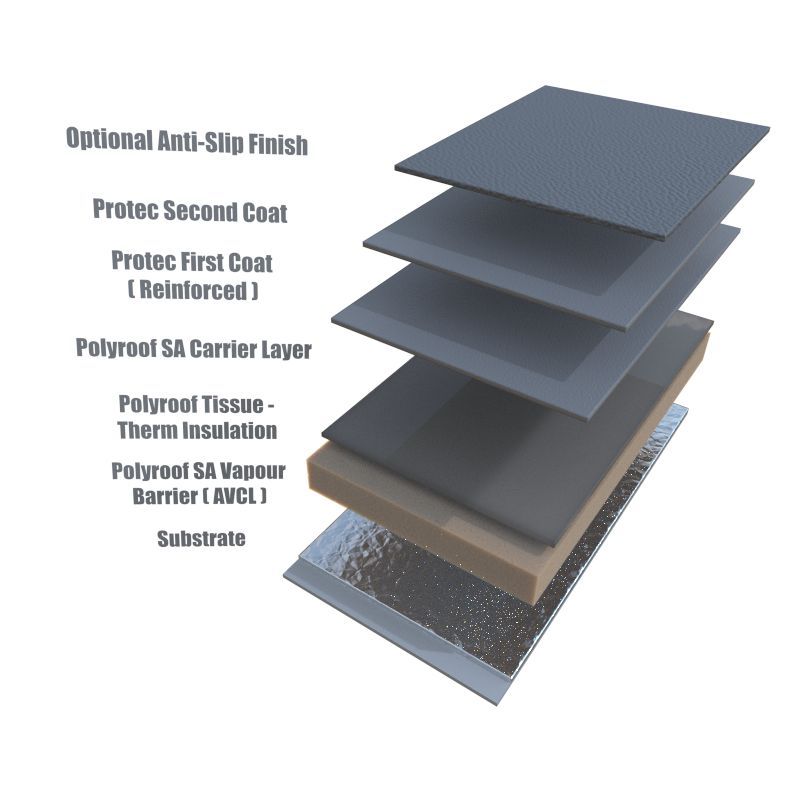 Optional Anti-Slip Finish
Protec Second Coat
Protec First Coat
( Reinforced )
Polyroof SA Carrier Layer
Polyroof Tissue -
Therm Insulation
Polyroof SA Vapour
Barrier ( AVCL )
Substrate